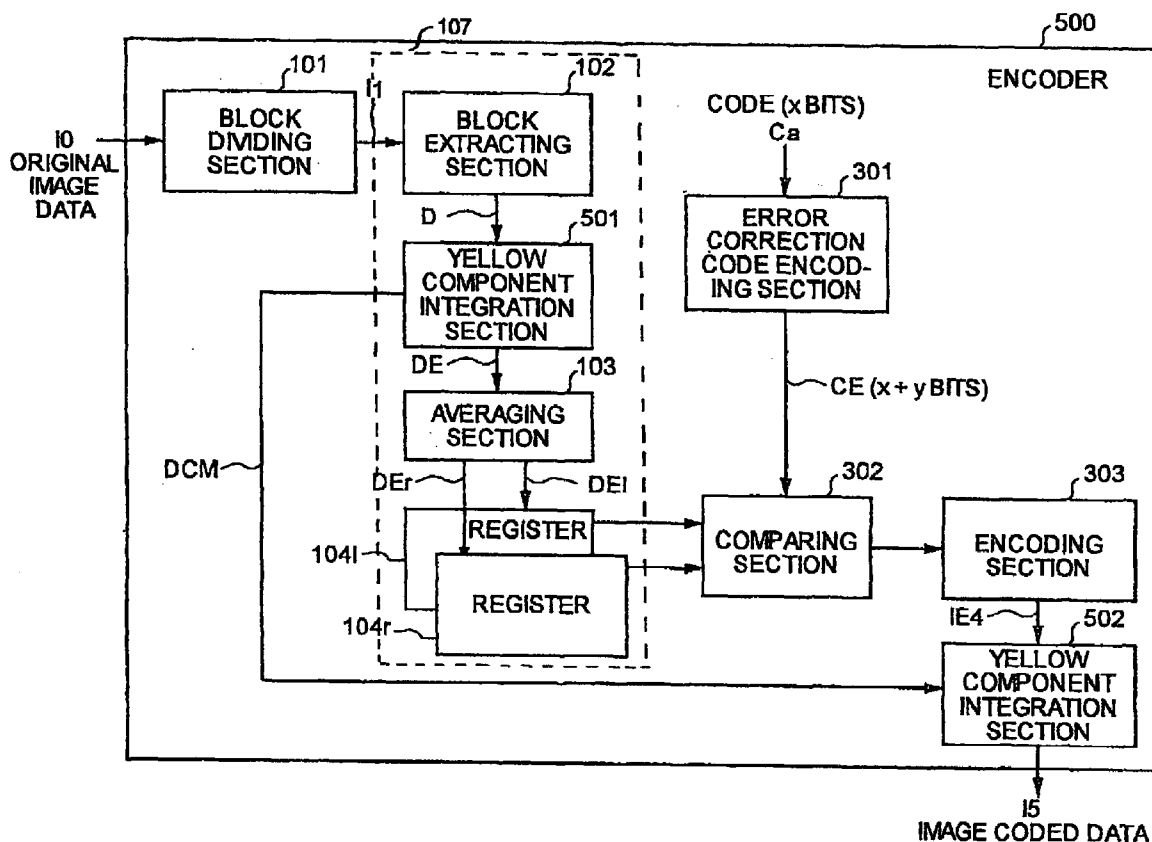 107
500
ENCODER
101
BLOCK
DIVIDING
SECTION
I1
102
BLOCK
EXTRACTING
SECTION
CODE (x BITS)
Ca
I0
ORIGINAL
IMAGE
DATA
301
ERROR
CORRECTION
CODE ENCOD-
ING SECTION
D
501
YELLOW
COMPONENT
INTEGRATION
SECTION
DE
103
AVERAGING
SECTION
CE (x + y BITS)
DCM
DEr
DEl
302
COMPARING
SECTION
303
ENCODING
SECTION
REGISTER
104l
REGISTER
104r
IE4
502
YELLOW
COMPONENT
INTEGRATION
SECTION
I5
IMAGE CODED DATA